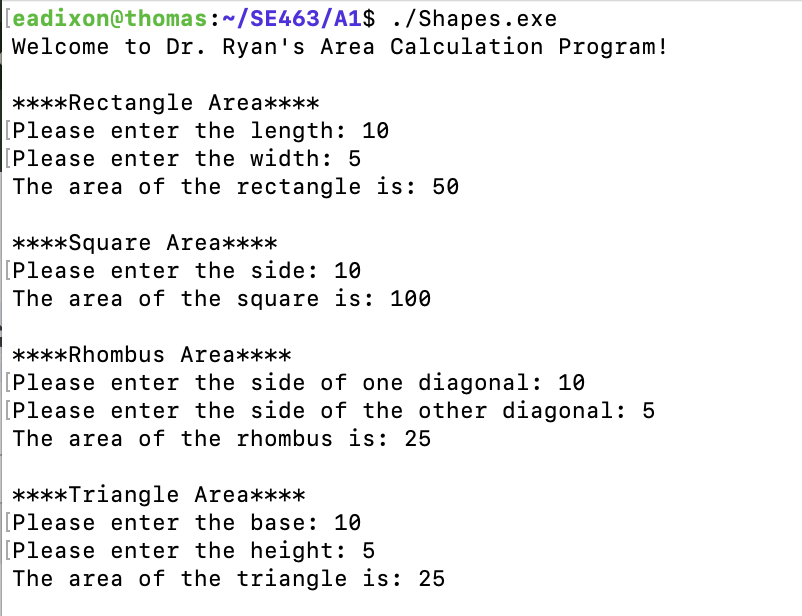 [eadixon@thomas:~/SE463/A1$ ./Shapes.exe
Welcome to Dr. Ryan's Area Calculation Program!
****Rectangle Area****
[Please enter the length: 10
[Please enter the width: 5
The area of the rectangle is: 50
****Square Area****
[Please enter the side: 10
The area of the square is: 100
****Rhombus Area****
[Please enter the side of one diagonal: 10
[Please enter the side of the other diagonal: 5
The area of the rhombus is: 25
****Triangle Area****
[Please enter the base: 10
[Please enter the height: 5
The area of the triangle is: 25